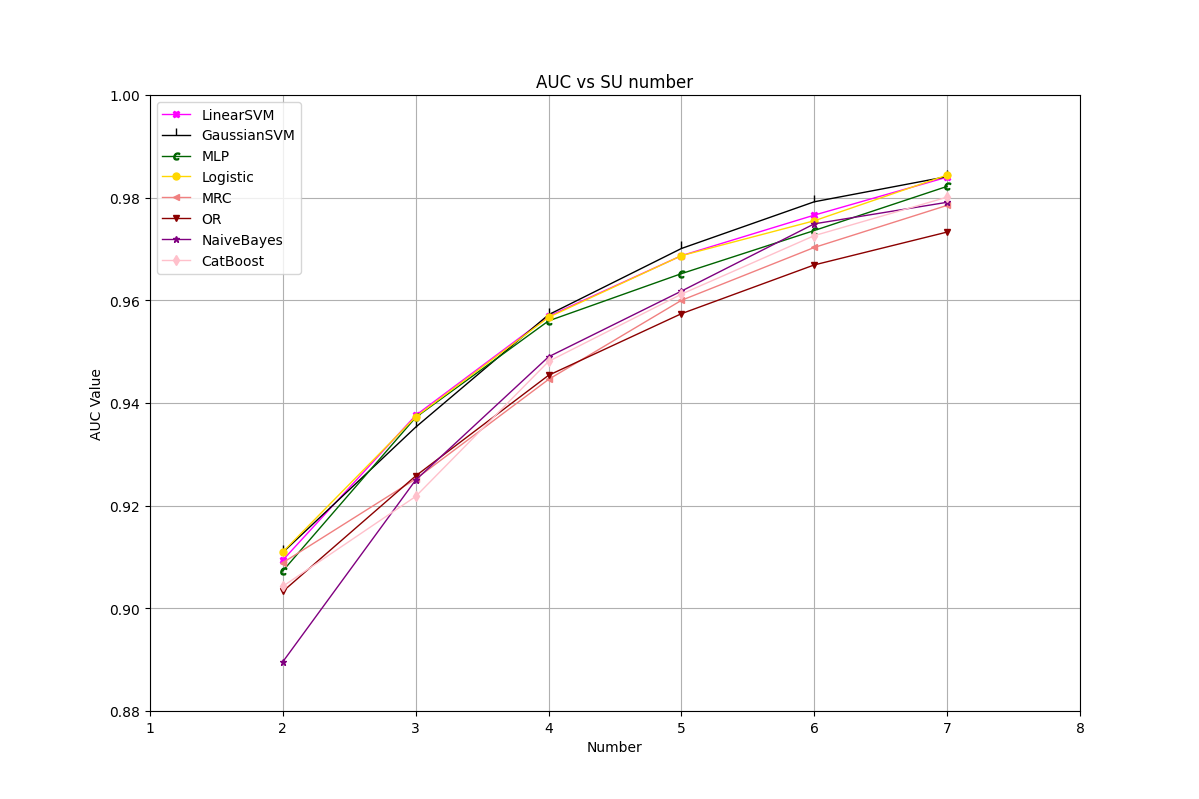 AUC vs SU number
1.00
0.98
0.96
0.94
0.92
0.90
0.88
AUC Value
LinearSVM
GaussianSVM
MLP
Logistic
MRC
OR
NaiveBayes
CatBoost
1 2 3 4 5 6 7 8
Number